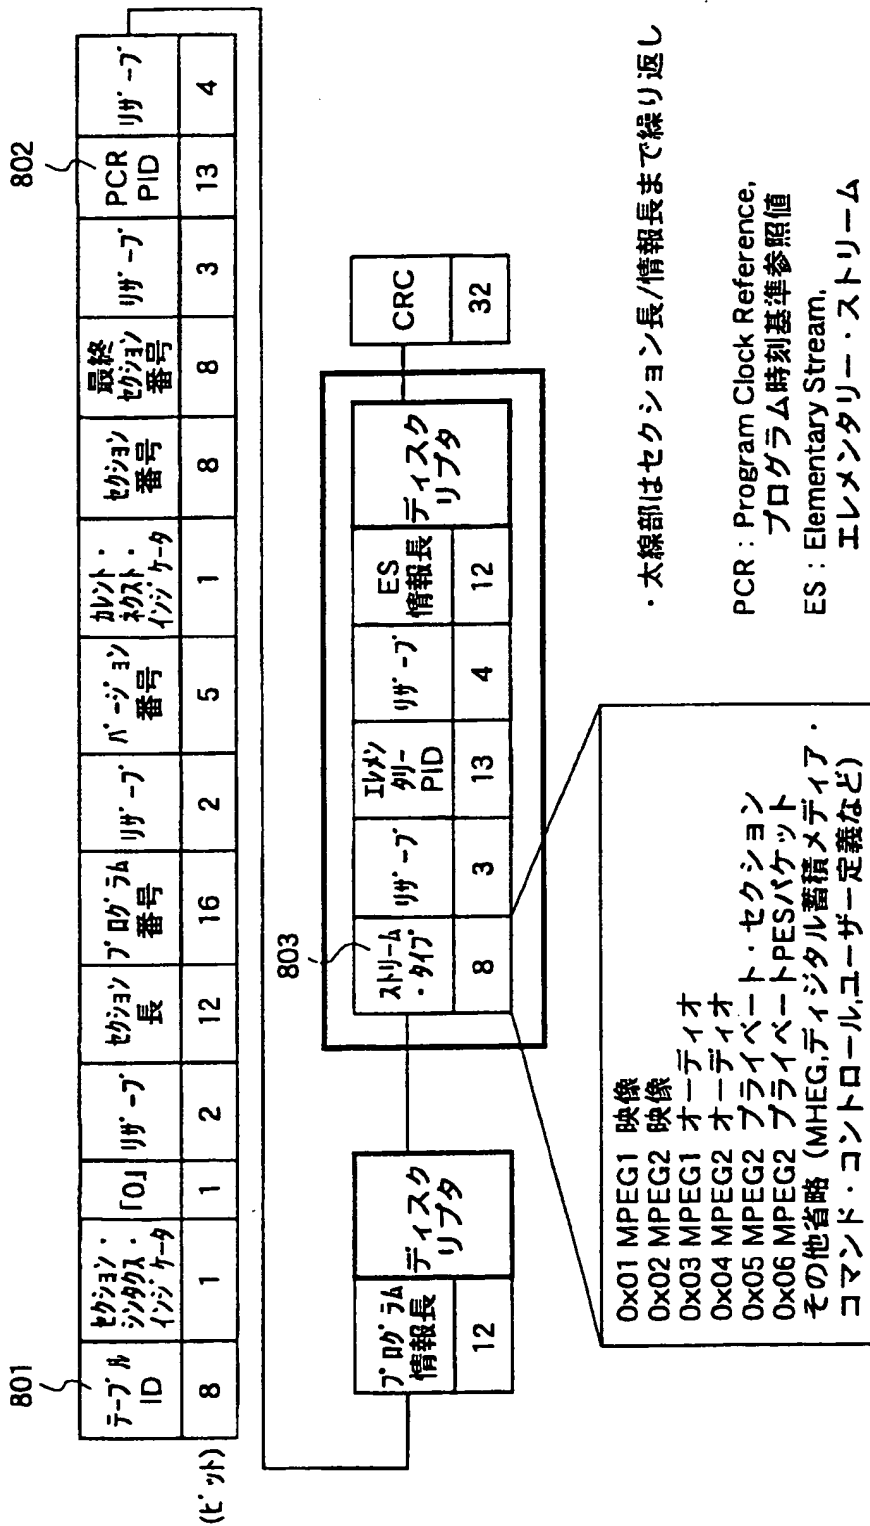 801
802
テーブル
ID
セクション・
シンタクス・
インジケータ
「0」
リザーブ
セクション
長
プログラム
番号
リザーブ
バージョン
番号
カレント・
ネクスト・
インジケータ
セクション
番号
最終
セクション
番号
リザーブ
PCR
PID
リザーブ
(ビット)
8
1
1
2
12
16
2
5
1
8
8
3
13
4
803
プログラム
情報長
12
ディスク
リプタ
ストリーム
・タイプ
8
リザーブ
3
エレメン
タリー
PID
13
リザーブ
4
ES
情報長
12
ディスク
リプタ
CRC
32
0x01 MPEG1 映像
0x02 MPEG2 映像
0x03 MPEG1 オーディオ
0x04 MPEG2 オーディオ
0x05 MPEG2 プライベート・セクション
0x06 MPEG2 プライベートPESパケット
その他省略 (MHEG,ディジタル蓄積メディア・
コマンド・コントロール,ユーザー定義など)
・太線部はセクション長/情報長まで繰り返し
PCR : Program Clock Reference,
プログラム時刻基準参照値
ES : Elementary Stream,
エレメンタリー・ストリーム